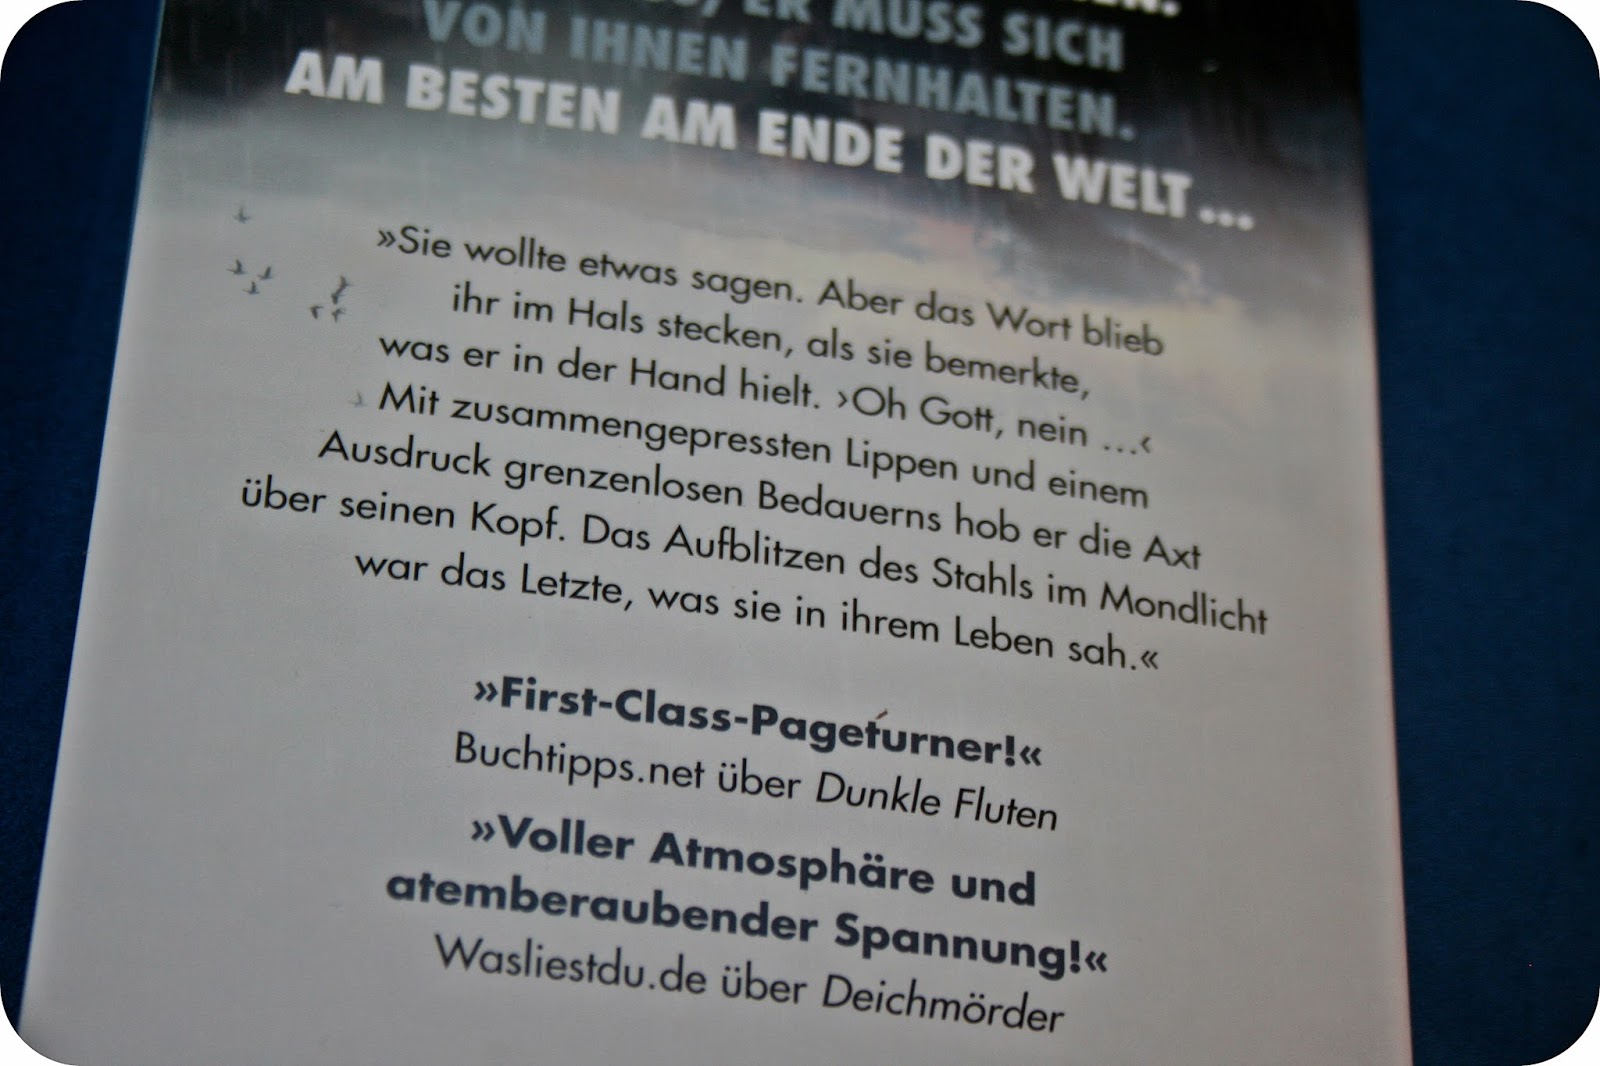 ER MUSS SICH
VON IHNEN FERNHALTEN.
AM BESTEN AM ENDE DER WELT ...
»Sie wollte etwas sagen. Aber das Wort blieb
ihr im Hals stecken, als sie bemerkte,
was er in der Hand hielt. ›Oh Gott, nein ...‹
Mit zusammengepressten Lippen und einem
Ausdruck grenzenlosen Bedauerns hob er die Axt
über seinen Kopf. Das Aufblitzen des Stahls im Mondlicht
war das Letzte, was sie in ihrem Leben sah.«
»First-Class-Pageturner!«
Buchtipps.net über Dunkle Fluten
»Voller Atmosphäre und
atemberaubender Spannung!«
Wasliestdu.de über Deichmörder